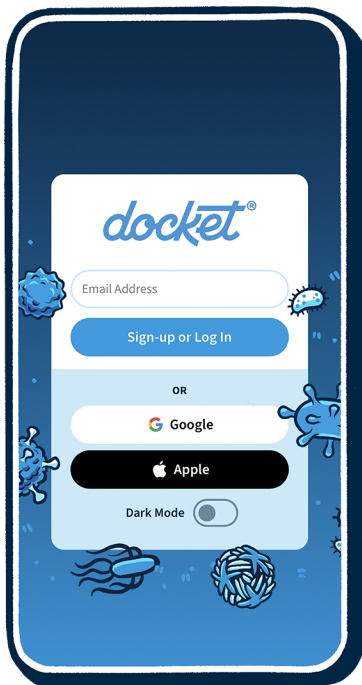 docket®
Email Address
Sign-up or Log In
OR
Google
Apple
Dark Mode